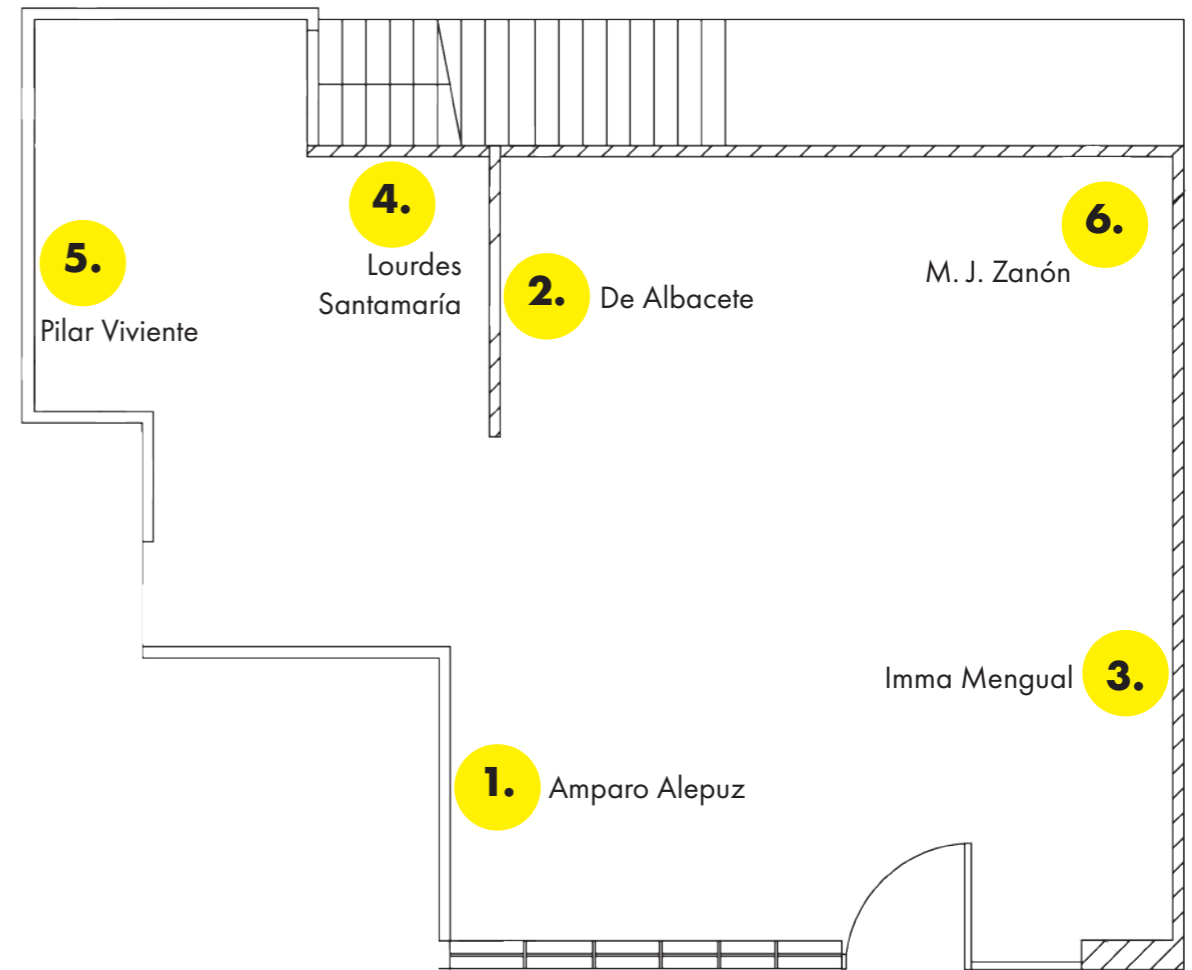 4.
Lourdes
Santamaría
5.
Pilar Viviente
2.
De Albacete
6.
M. J. Zanón
Imma Mengual
3.
1.
Amparo Alepuz